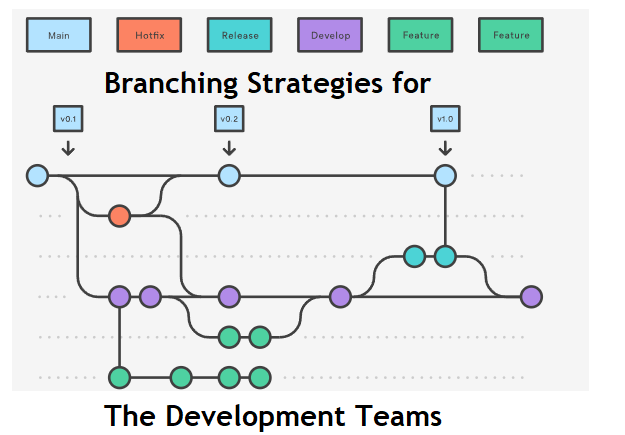 Main Hotfix Release Develop Feature Feature
Branching Strategies for
v0.1 v0.2 v1.0
The Development Teams